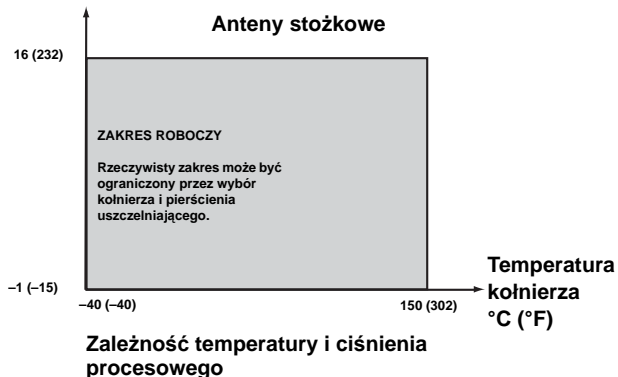 Anteny stożkowe
16 (232)
ZAKRES ROBOCZY
Rzeczywisty zakres może być
ograniczony przez wybór
kołnierza i pierścienia
uszczelniającego.
–1 (–15)
–40 (–40)
150 (302)
Temperatura
kołnierza
°C (°F)
Zależność temperatury i ciśnienia
procesowego